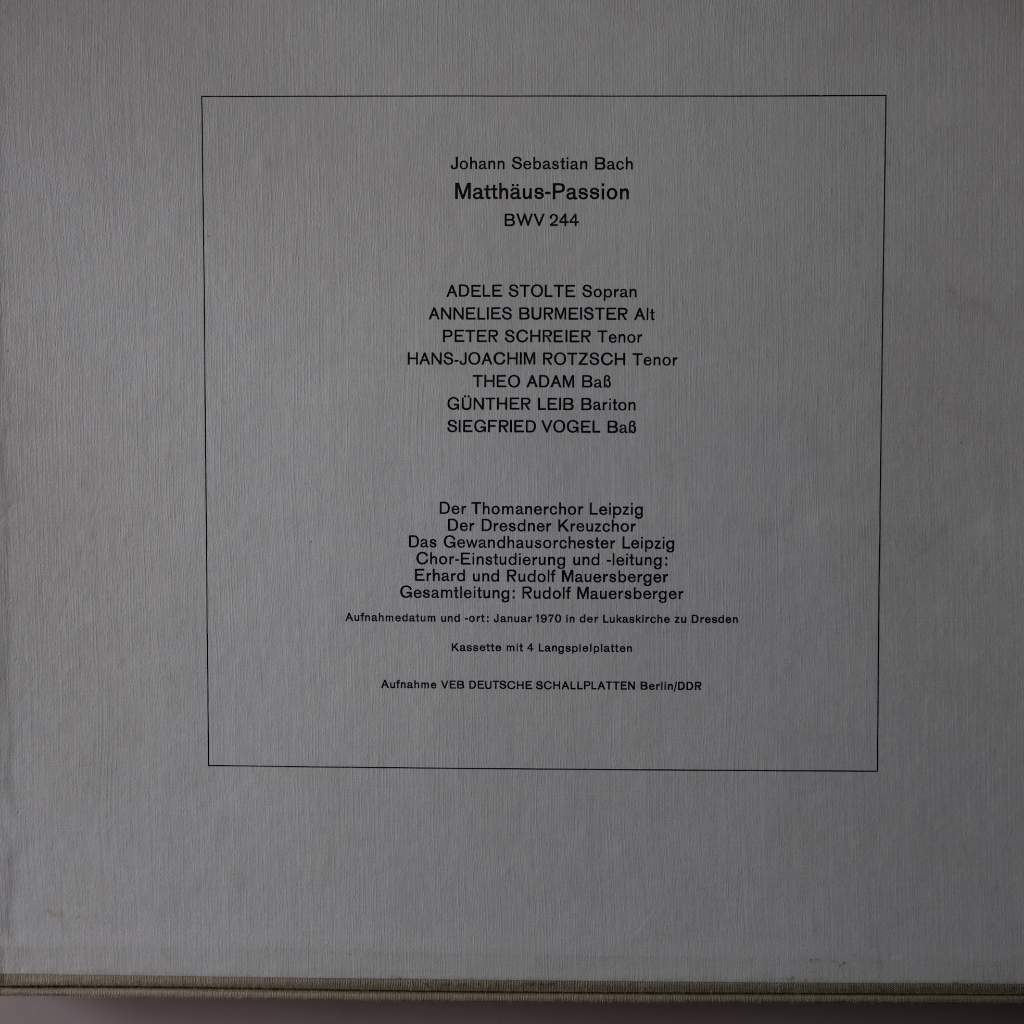 Johann Sebastian Bach
Matthäus-Passion
BWV 244
ADELE STOLTE Sopran
ANNELIES BURMEISTER Alt
PETER SCHREIER Tenor
HANS-JOACHIM ROTZSCH Tenor
THEO ADAM Baß
GÜNTHER LEIB Bariton
SIEGFRIED VOGEL Baß
Der Thomanerchor Leipzig
Der Dresdner Kreuzchor
Das Gewandhausorchester Leipzig
Chor-Einstudierung und -leitung:
Erhard und Rudolf Mauersberger
Gesamtleitung: Rudolf Mauersberger
Aufnahmedatum und -ort: Januar 1970 in der Lukaskirche zu Dresden
Kassette mit 4 Langspielplatten
Aufnahme VEB DEUTSCHE SCHALLPLATTEN Berlin/DDR